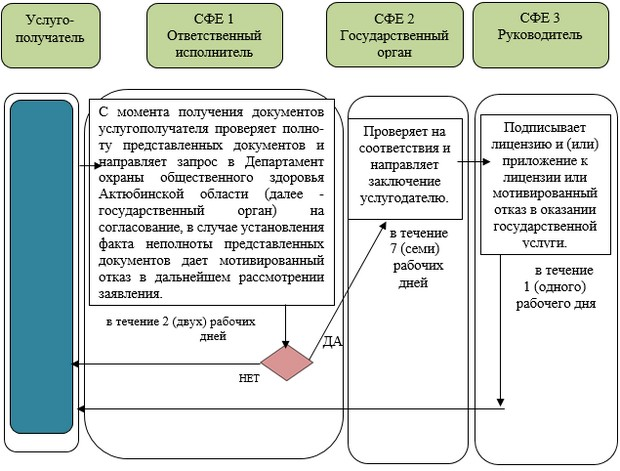 Услуго-
получатель
СФЕ 1
Ответственный
исполнитель
СФЕ 2
Государственный
орган
СФЕ 3
Руководитель
С момента получения документов
услугополучателя проверяет полно-
ту представленных документов и
направляет запрос в Департамент
охраны общественного здоровья
Актюбинской области (далее -
государственный орган) на
согласование, в случае установления
факта неполноты представленных
документов дает мотивированный
отказ в дальнейшем рассмотрении
заявления.
в течение 2 (двух) рабочих
дней
ДА
НЕТ
Проверяет на
соответствия и
направляет
заключение
услугодателю.
в течение
7 (семи)
рабочих
дней
Подписывает
лицензию и (или)
приложение к
лицензии или
мотивированный
отказ в оказании
государственной
услуги.
в течение
1 (одного)
рабочего дня